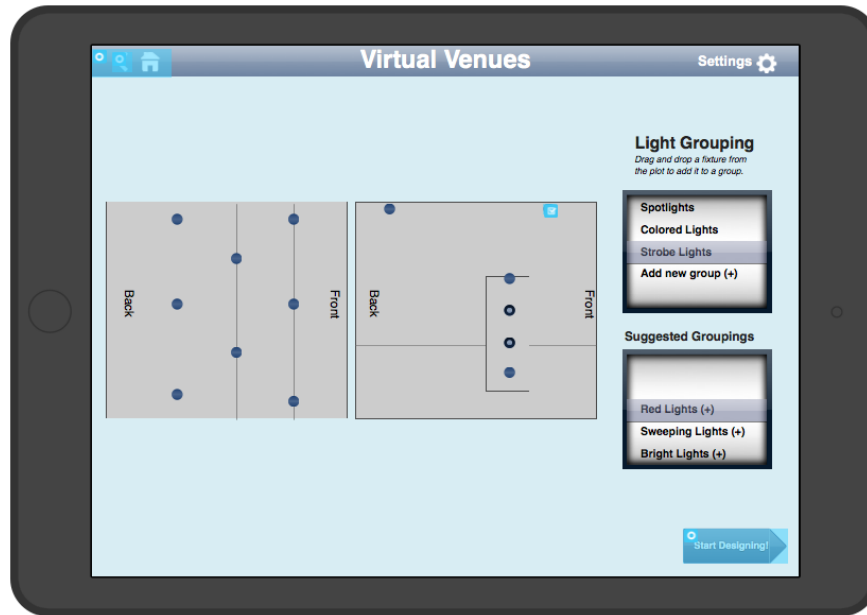 Virtual Venues
Settings
Light Grouping
Drag and drop a fixture from
the plot to add it to a group.
Spotlights
Colored Lights
Strobe Lights
Add new group (+)
Back
Front
Back
Front
Suggested Groupings
Red Lights (+)
Sweeping Lights (+)
Bright Lights (+)
Start Designing!